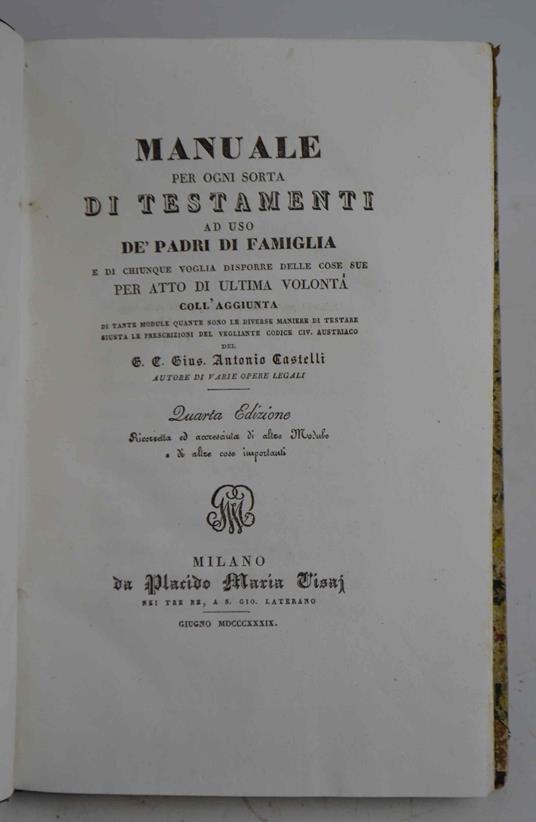 MANUALE
PER OGNI SORTA
DI TESTAMENTI
AD USO
DE' PADRI DI FAMIGLIA
E DI CHIUNQUE VOGLIA DISPORRE DELLE COSE SUE
PER ATTO DI ULTIMA VOLONTÁ
COLL'AGGIUNTA
DI TANTE MODULE QUANTE SONO LE DIVERSE MANIERE DI TESTARE
GIUSTA LE PRESCRIZIONI DEL VEGLIANTE CODICE CIV. AUSTRIACO
DEL
G. C. Gius. Antonio Castelli
AUTORE DI VARIE OPERE LEGALI
Quarta Edizione
Ricorretta ed accresciuta di altre Module
e di altre cose importanti
MILANO
da Placido Maria Visaj
NEI TRE RE, A S. GIO. LATERANO
GIUGNO MDCCCXXXIX.